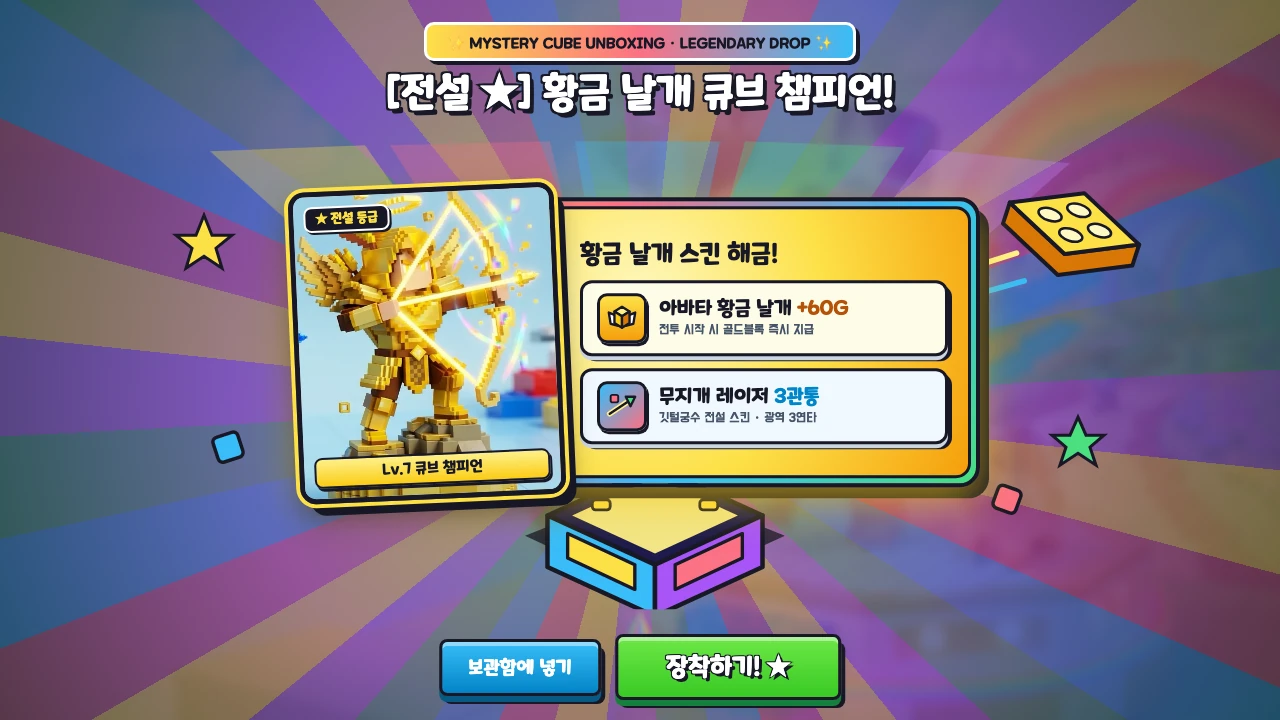 ✨ MYSTERY CUBE UNBOXING · LEGENDARY DROP ✨
[전설 ★] 황금 날개 큐브 챔피언!
★ 전설 등급
Lv.7 큐브 챔피언
황금 날개 스킨 해금!
아바타 황금 날개 +60G
전투 시작 시 골드블록 즉시 지급
무지개 레이저 3관통
깃털궁수 전설 스킨 · 광역 3연타
보관함에 넣기
장착하기! ★